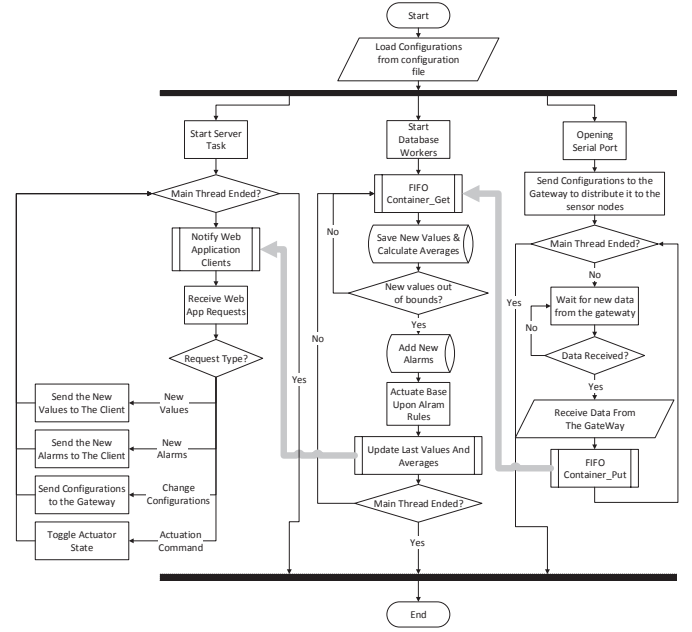 Start
Load Configurations
from configuration
file
Start Server
Task
Main Thread Ended?
Notify Web
Application
Clients
Receive Web
App Requests
Request Type?
Yes
Send the New
Values to The Client
New
Values
Send the New
Alarms to The Client
New
Alarms
Send Configurations
to the Gateway
Change
Configurations
Toggle Actuator
State
Actuation
Command
Start
Database
Workers
FIFO
Container_Get
No
Save New Values &
Calculate Averages
New values out
of bounds?
Yes
No
Add New
Alarms
Actuate Base
Upon Alram
Rules
Update Last Values And
Averages
Main Thread Ended?
Yes
Opening
Serial Port
Send Configurations to the
Gateway to distribute it to the
sensor nodes
Main Thread Ended?
No
Yes
Wait for new data
from the gatewaty
No
Data Received?
Yes
Receive Data From
The GateWay
FIFO
Container_Put
End